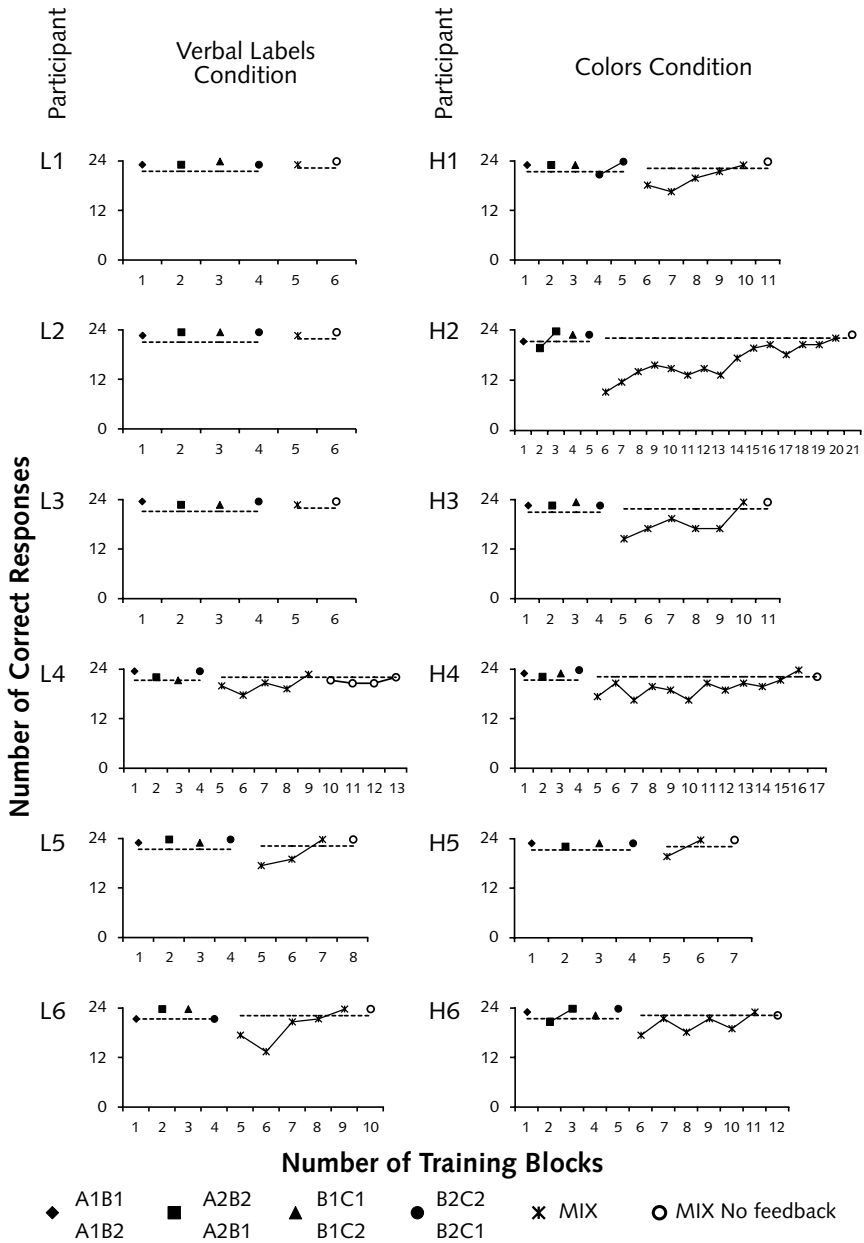 Participant
Verbal Labels
Condition
Participant
Colors Condition
L1
24
12
0
1 2 3 4 5 6
H1
24
12
0
1 2 3 4 5 6 7 8 9 10 11
L2
24
12
0
1 2 3 4 5 6
H2
24
12
0
1 2 3 4 5 6 7 8 9 10 11 12 13 14 15 16 17 18 19 20 21
L3
24
12
0
1 2 3 4 5 6
H3
24
12
0
1 2 3 4 5 6 7 8 9 10 11
L4
24
12
0
1 2 3 4 5 6 7 8 9 10 11 12 13
H4
24
12
0
1 2 3 4 5 6 7 8 9 10 11 12 13 14 15 16 17
L5
24
12
0
1 2 3 4 5 6 7 8
H5
24
12
0
1 2 3 4 5 6 7
L6
24
12
0
1 2 3 4 5 6 7 8 9 10
H6
24
12
0
1 2 3 4 5 6 7 8 9 10 11 12
Number of Correct Responses
Number of Training Blocks
A1B1
A1B2
A2B2
A2B1
B1C1
B1C2
B2C2
B2C1
MIX
MIX No feedback